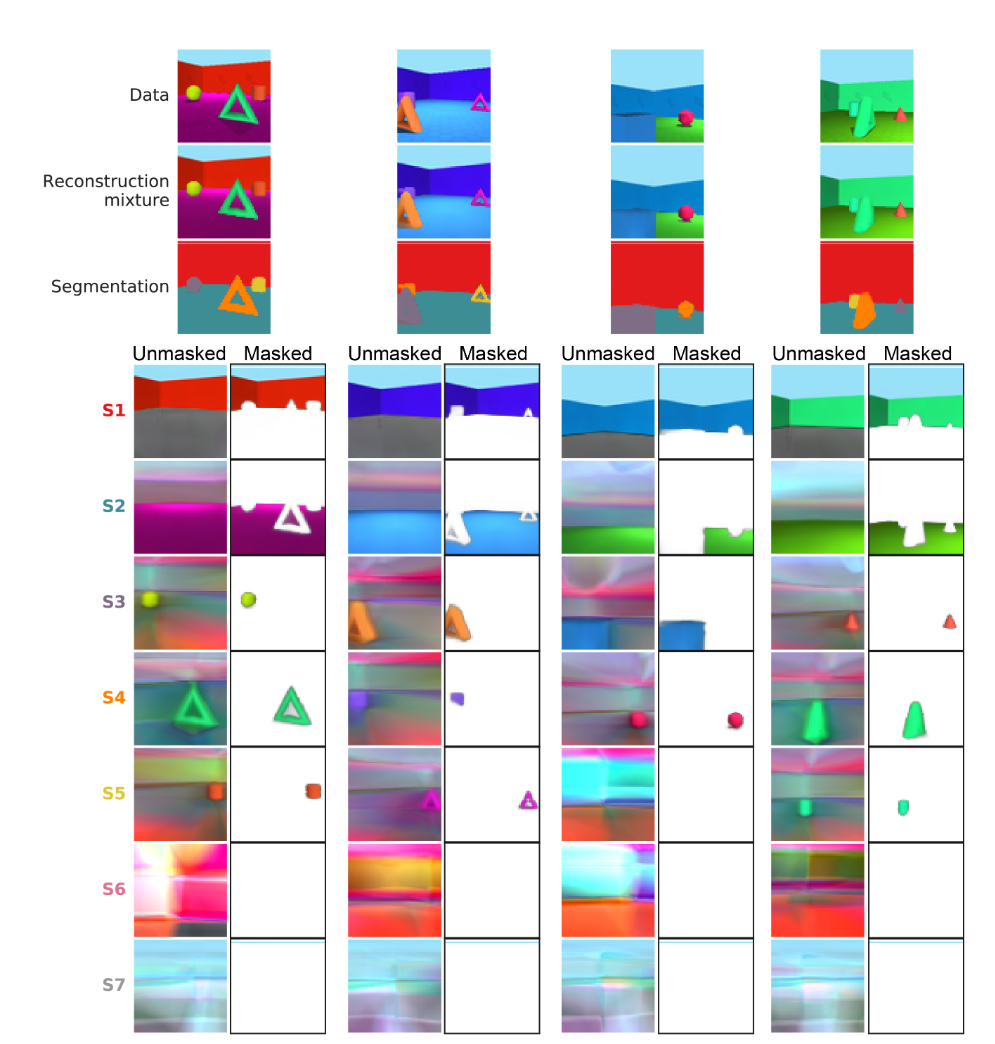 Data
Reconstruction
mixture
Segmentation
Unmasked Masked Unmasked Masked Unmasked Masked Unmasked Masked
S1
S2
S3
S4
S5
S6
S7